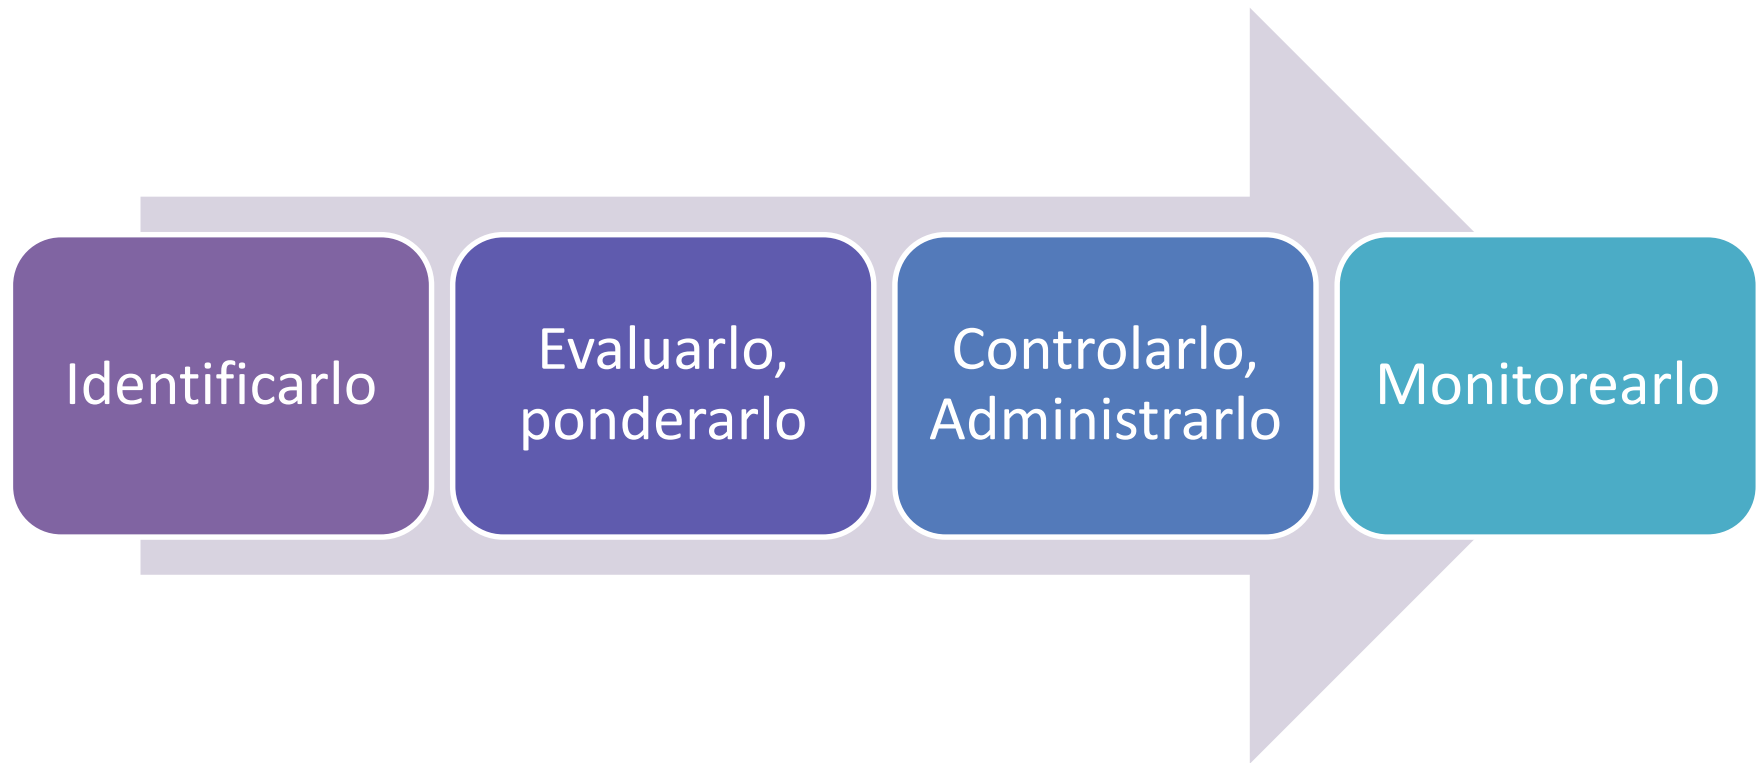 Identificarlo
Evaluarlo,
ponderarlo
Controlarlo,
Administrarlo
Monitorearlo